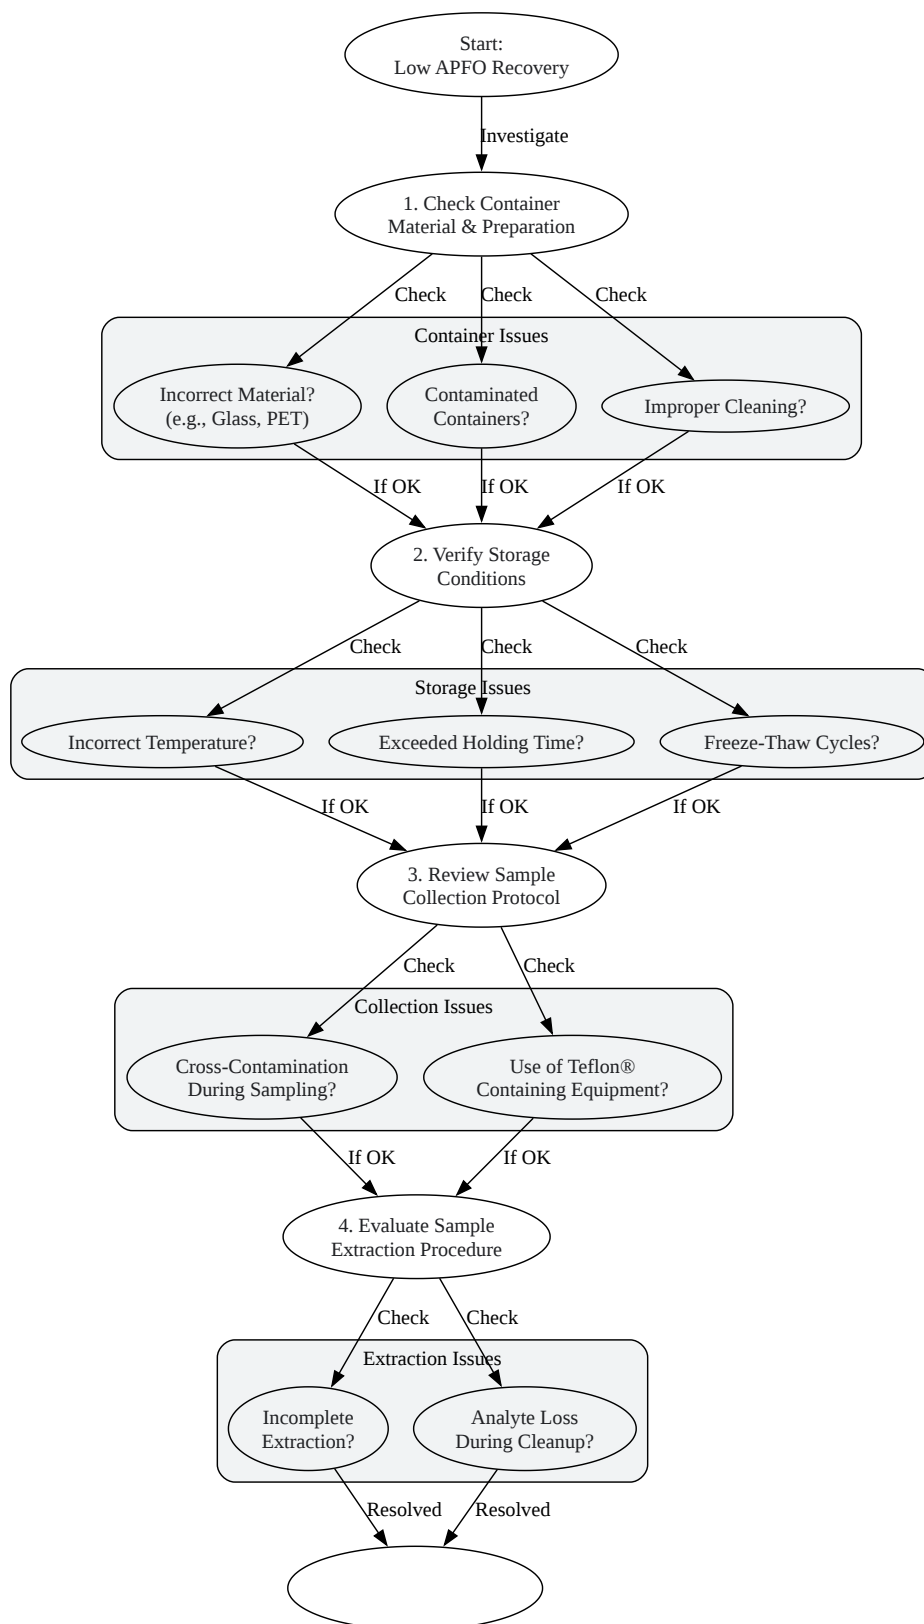 Start:
Low APFO Recovery
Investigate
1. Check Container
Material & Preparation
Check
Check
Check
Container Issues
Incorrect Material?
(e.g., Glass, PET)
Contaminated
Containers?
Improper Cleaning?
If OK
If OK
If OK
2. Verify Storage
Conditions
Check
Check
Check
Storage Issues
Incorrect Temperature?
Exceeded Holding Time?
Freeze-Thaw Cycles?
If OK
If OK
If OK
3. Review Sample
Collection Protocol
Check
Check
Collection Issues
Cross-Contamination
During Sampling?
Use of Teflon®
Containing Equipment?
If OK
If OK
4. Evaluate Sample
Extraction Procedure
Check
Check
Extraction Issues
Incomplete
Extraction?
Analyte Loss
During Cleanup?
Resolved
Resolved